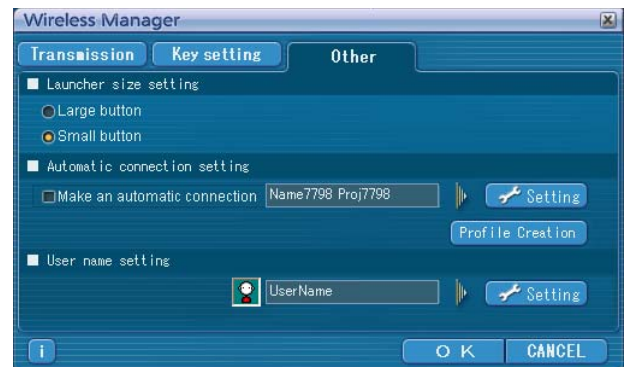 Wireless Manager
Transmission Key setting Other
Launcher size setting
Large button
Small button
Automatic connection setting
Make an automatic connection Name7798 Proj7798 Setting
Profile Creation
User name setting
UserName Setting
i O K CANCEL